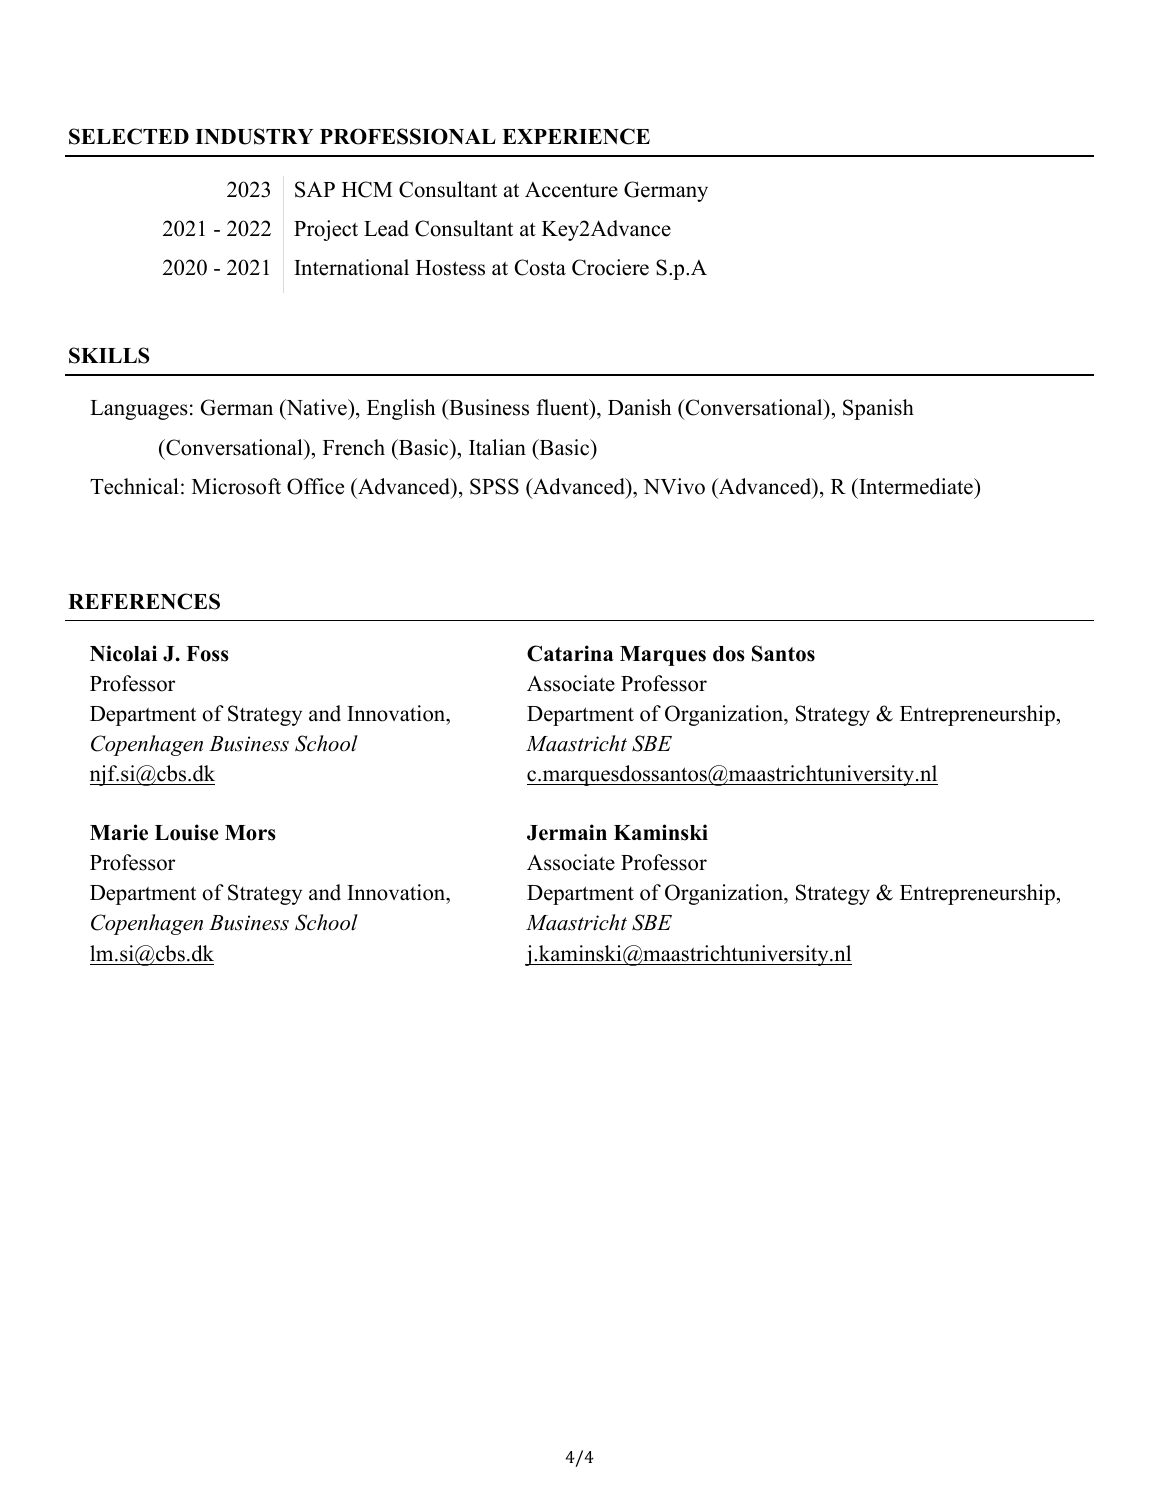 SELECTED INDUSTRY PROFESSIONAL EXPERIENCE
2023 SAP HCM Consultant at Accenture Germany
2021 - 2022 Project Lead Consultant at Key2Advance
2020 - 2021 International Hostess at Costa Crociere S.p.A
SKILLS
Languages: German (Native), English (Business fluent), Danish (Conversational), Spanish
(Conversational), French (Basic), Italian (Basic)
Technical: Microsoft Office (Advanced), SPSS (Advanced), NVivo (Advanced), R (Intermediate)
REFERENCES
Nicolai J. Foss
Professor
Department of Strategy and Innovation,
Copenhagen Business School
njf.si@cbs.dk
Catarina Marques dos Santos
Associate Professor
Department of Organization, Strategy & Entrepreneurship,
Maastricht SBE
c.marquesdossantos@maastrichtuniversity.nl
Marie Louise Mors
Professor
Department of Strategy and Innovation,
Copenhagen Business School
lm.si@cbs.dk
Jermain Kaminski
Associate Professor
Department of Organization, Strategy & Entrepreneurship,
Maastricht SBE
j.kaminski@maastrichtuniversity.nl
4/4